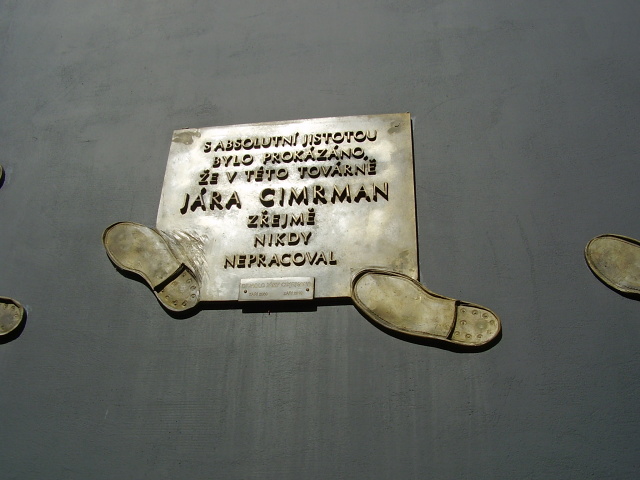 S ABSOLUTNÍ JISTOTOU
BYLO PROKÁZÁNO,
ŽE V TÉTO TOVÁRNĚ
JÁRA CIMRMAN
ZŘEJMĚ
NIKDY
NEPRACOVAL